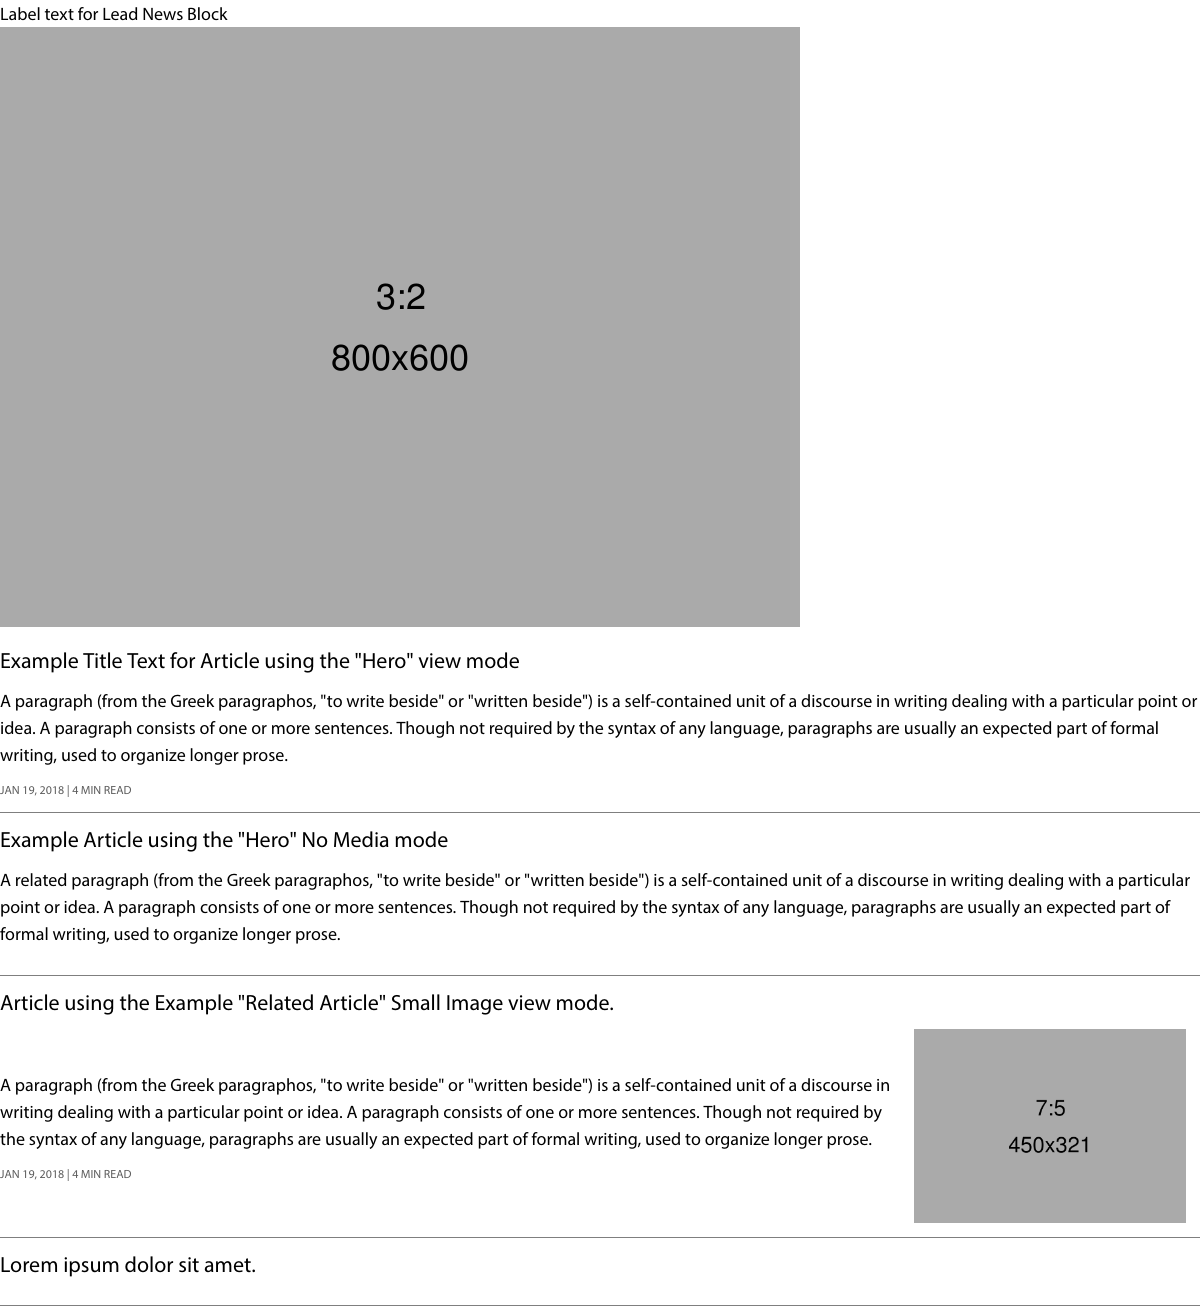 Label text for Lead News Block
3:2
800x600
Example Title Text for Article using the "Hero" view mode
A paragraph (from the Greek paragraphos, "to write beside" or "written beside") is a self-contained unit of a discourse in writing dealing with a particular point or
idea. A paragraph consists of one or more sentences. Though not required by the syntax of any language, paragraphs are usually an expected part of formal
writing, used to organize longer prose.
JAN 19, 2018 | 4 MIN READ
Example Article using the "Hero" No Media mode
A related paragraph (from the Greek paragraphos, "to write beside" or "written beside") is a self-contained unit of a discourse in writing dealing with a particular
point or idea. A paragraph consists of one or more sentences. Though not required by the syntax of any language, paragraphs are usually an expected part of
formal writing, used to organize longer prose.
Article using the Example "Related Article" Small Image view mode.
A paragraph (from the Greek paragraphos, "to write beside" or "written beside") is a self-contained unit of a discourse in
writing dealing with a particular point or idea. A paragraph consists of one or more sentences. Though not required by
the syntax of any language, paragraphs are usually an expected part of formal writing, used to organize longer prose.
JAN 19, 2018 | 4 MIN READ
7:5
450x321
Lorem ipsum dolor sit amet.